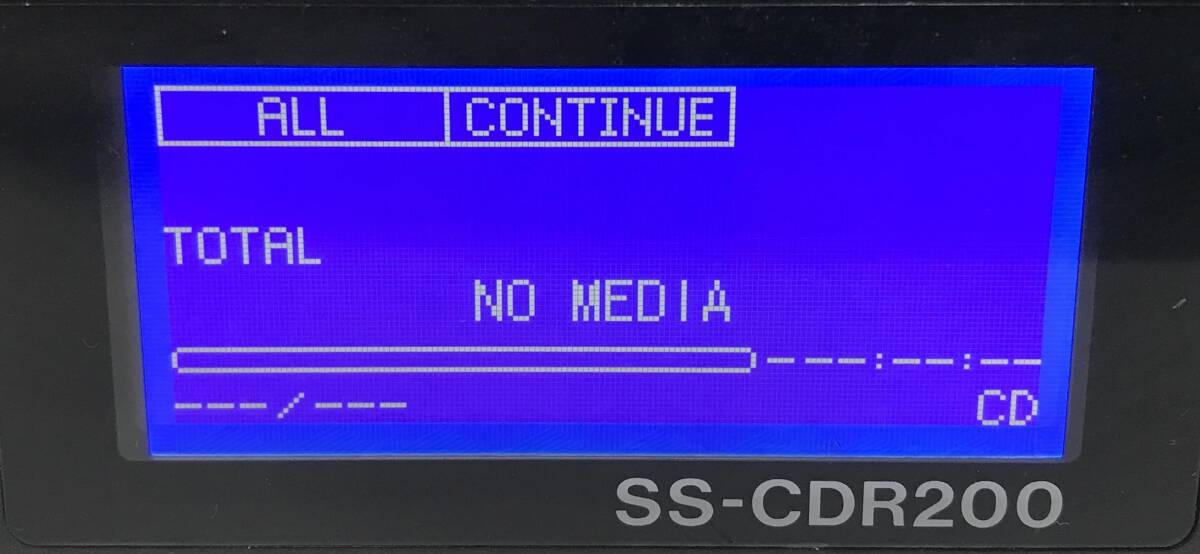 ALL CONTINUE
TOTAL
NO MEDIA
- ---:--:--
---/---
CD
SS-CDR200